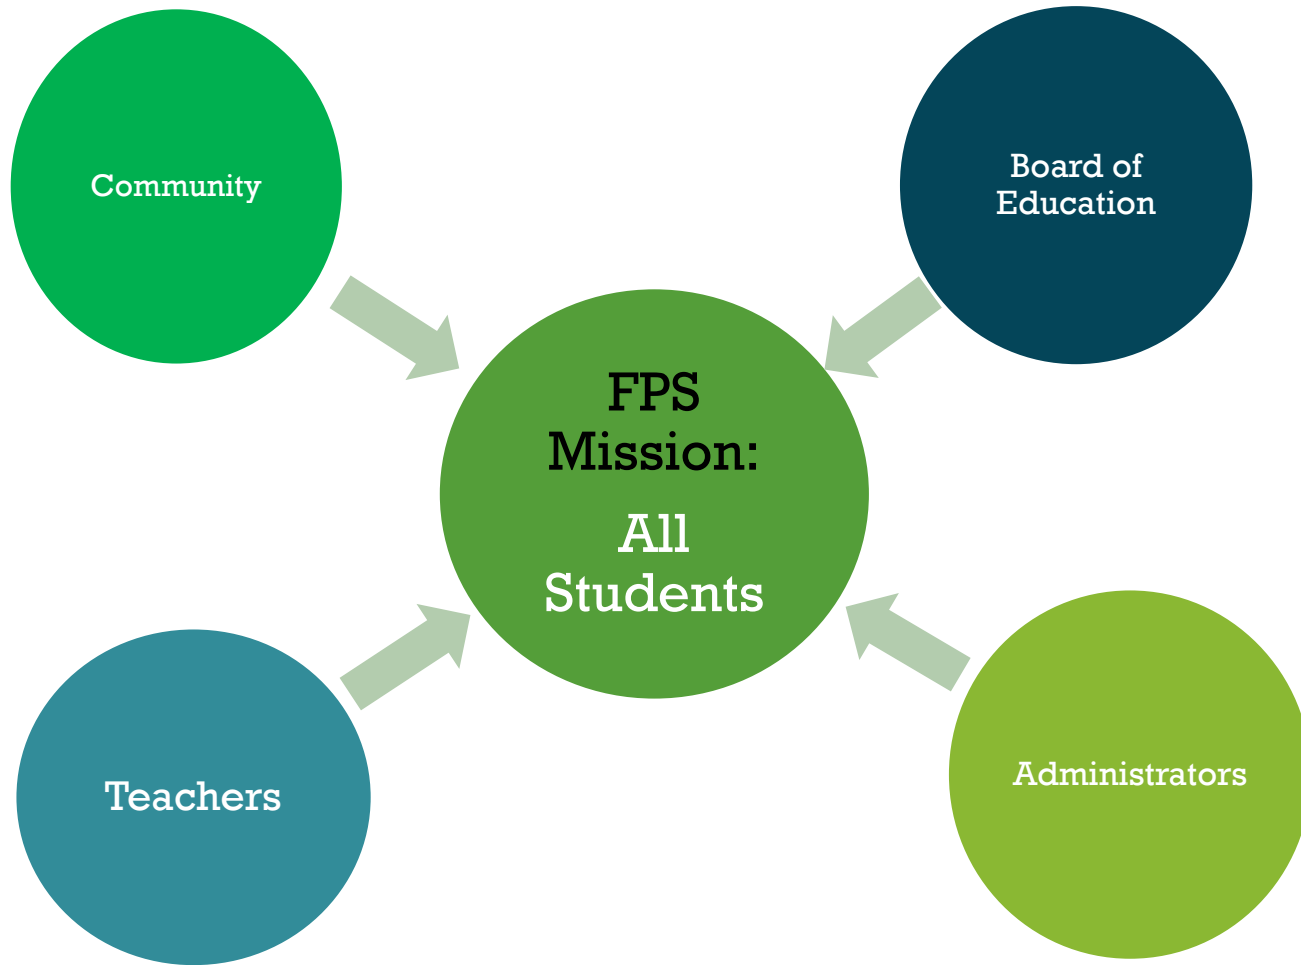 Community
Board of
Education
FPS
Mission:
All
Students
Teachers
Administrators